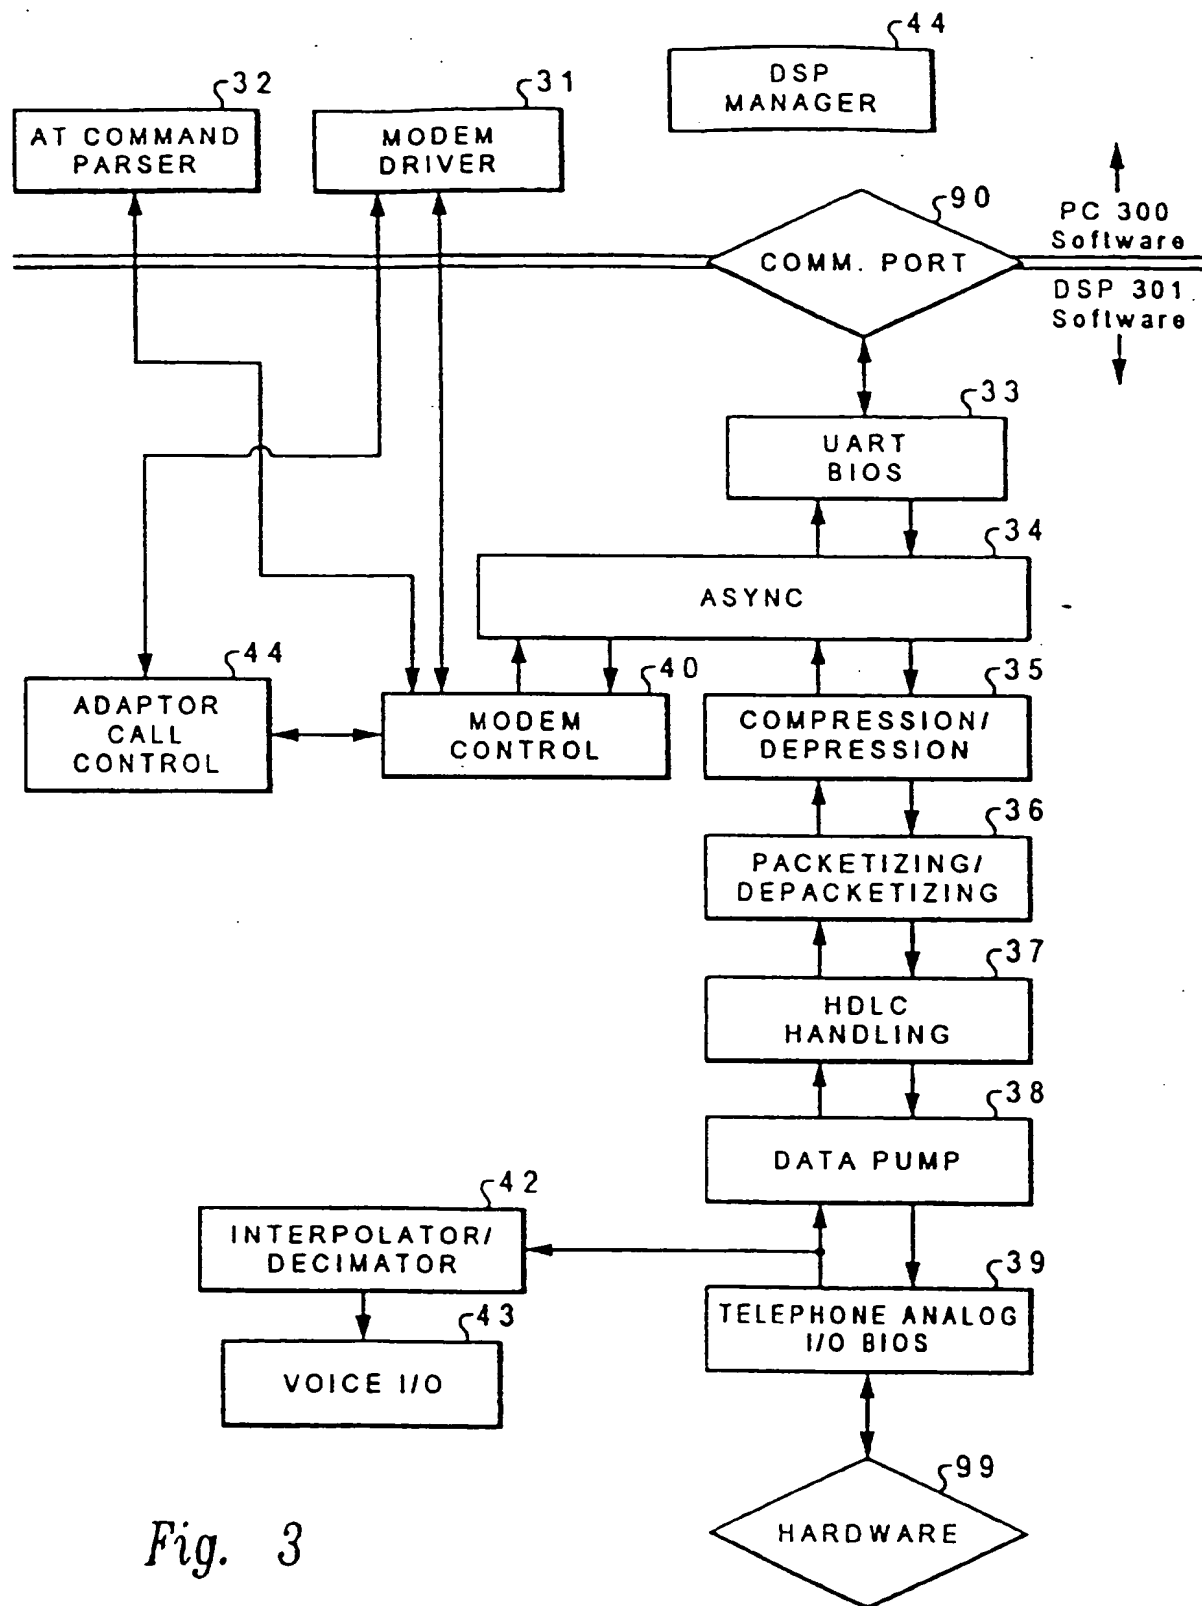 44
DSP
MANAGER
32
AT COMMAND
PARSER
31
MODEM
DRIVER
90
COMM. PORT
PC 300
Software
DSP 301
Software
33
UART
BIOS
34
ASYNC
44
ADAPTOR
CALL
CONTROL
40
MODEM
CONTROL
35
COMPRESSION/
DEPRESSION
36
PACKETIZING/
DEPACKETIZING
37
HDLC
HANDLING
38
DATA PUMP
42
INTERPOLATOR/
DECIMATOR
39
TELEPHONE ANALOG
I/O BIOS
43
VOICE I/O
99
HARDWARE
Fig. 3